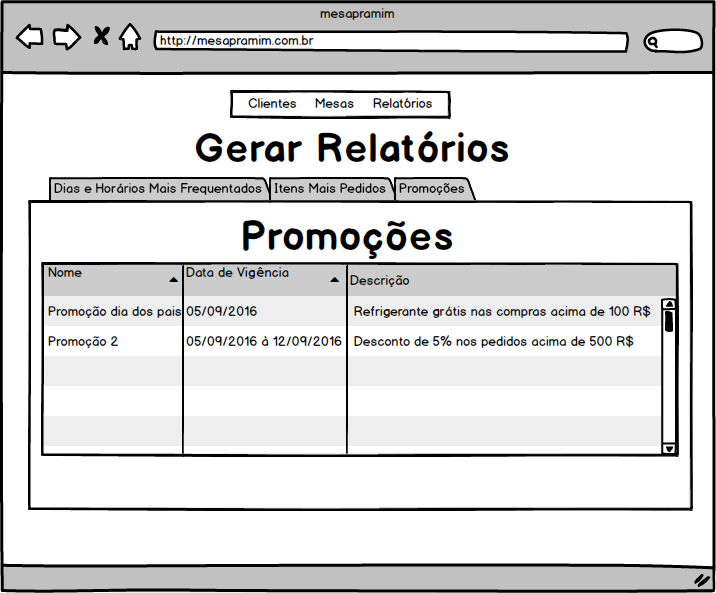 mesapramim
http://mesapramim.com.br
Clientes Mesas Relatórios
Gerar Relatórios
Dias e Horários Mais Frequentados Itens Mais Pedidos Promoções
Promoções
Nome Data de Vigência Descrição
Promoção dia dos pais 05/09/2016 Refrigerante grátis nas compras acima de 100 R$
Promoção 2 05/09/2016 à 12/09/2016 Desconto de 5% nos pedidos acima de 500 R$